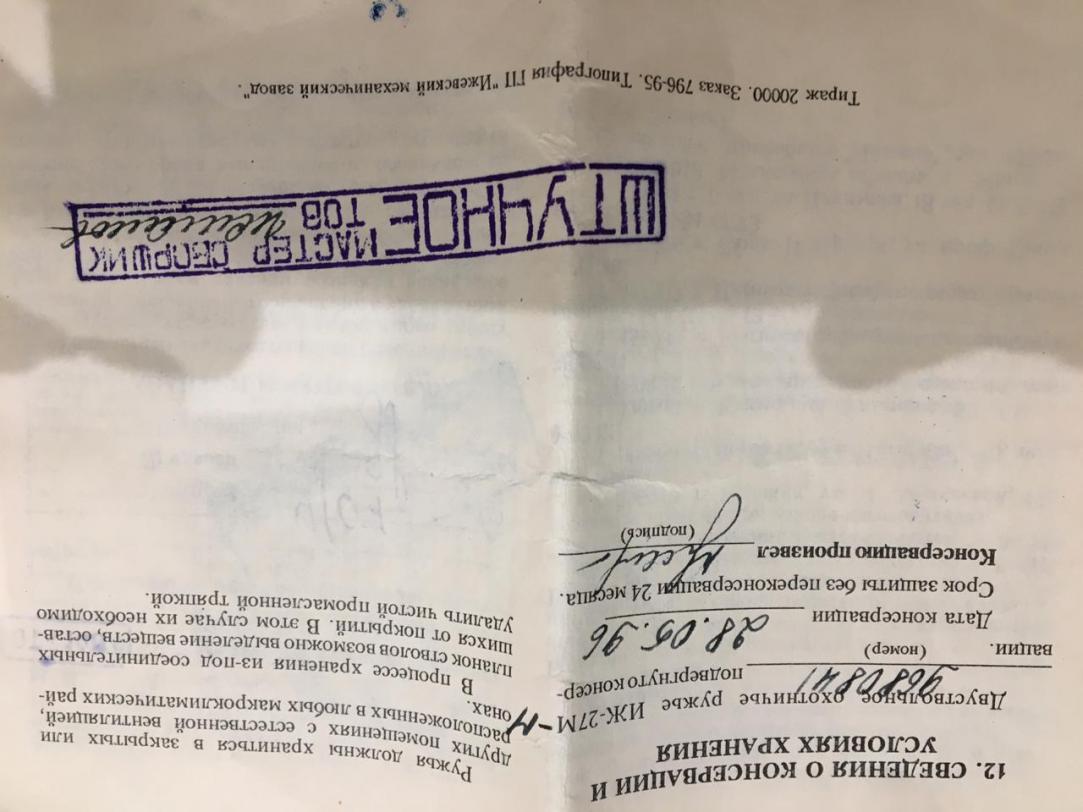 12. СВЕДЕНИЯ О КОНСЕРВАЦИИ И
УСЛОВИЯХ ХРАНЕНИЯ
Двуствольное охотничье ружье ИЖ-27М-М
9680841 подвергнуто консер-
(номер)
вации.
Дата консервации 28.05.96
Срок защиты без переконсервации 24 месяца.
Консервацию произвел
(подпись)
Ружья должны храниться в закрытых или
других помещениях с естественной вентиляцией,
расположенных в любых макроклиматических рай-
онах.
В процессе хранения из-под соединительных
планок стволов возможно выделение веществ, остав-
шихся от покрытий. В этом случае их необходимо
удалить чистой промасленной тряпкой.
ШТУЧНОЕ
МАСТЕР СБОРЩИК
ТОВ
Тираж 20000. Заказ 796-95. Типография ГП "Ижевский механический завод".